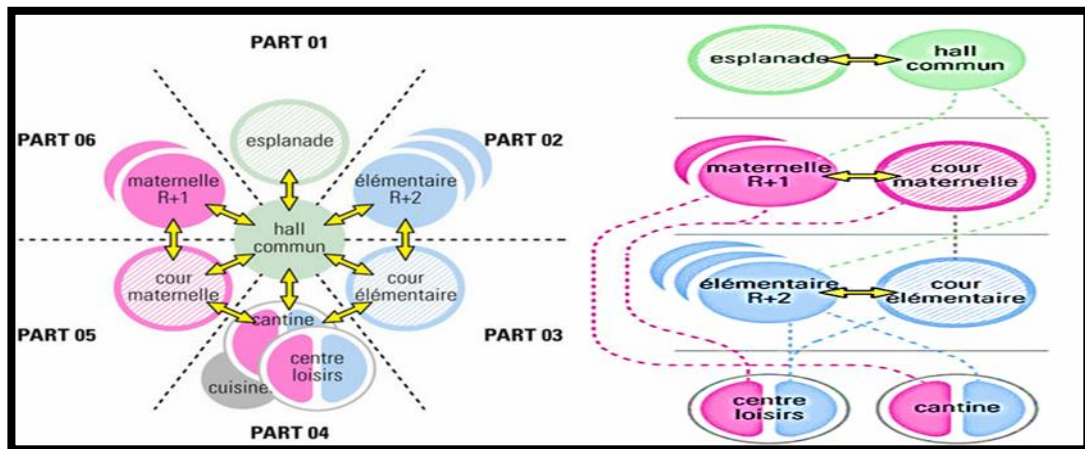 PART 01
PART 06
PART 02
esplanade
maternelle
R+1
élémentaire
R+2
hall
commun
cour
maternelle
cour
élémentaire
PART 05
PART 03
cantine
centre
loisirs
cuisine
PART 04
esplanade
hall
commun
maternelle
R+1
cour
maternelle
élémentaire
R+2
cour
élémentaire
centre
loisirs
cantine